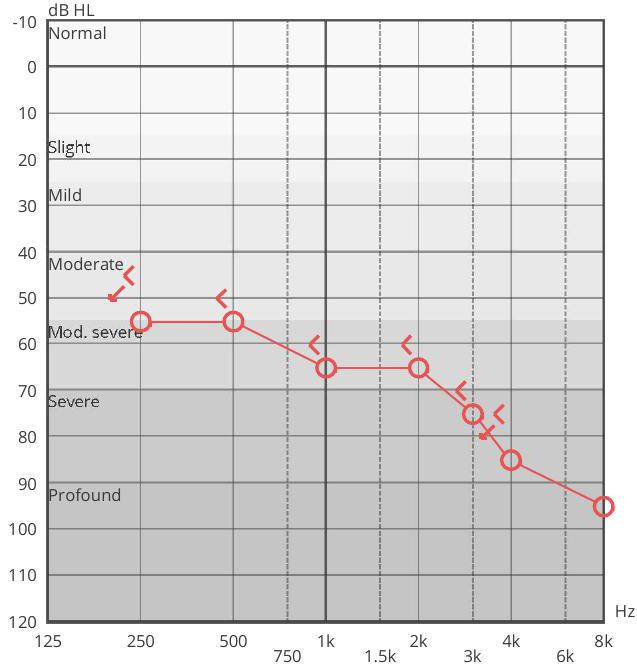 dB HL
-10
Normal
0
10
Slight
20
Mild
30
40
Moderate
50
Mod. severe
60
70
Severe
80
90
Profound
100
110
120
Hz
125 250 500 1k 2k 4k 8k
750 1.5k 3k 6k